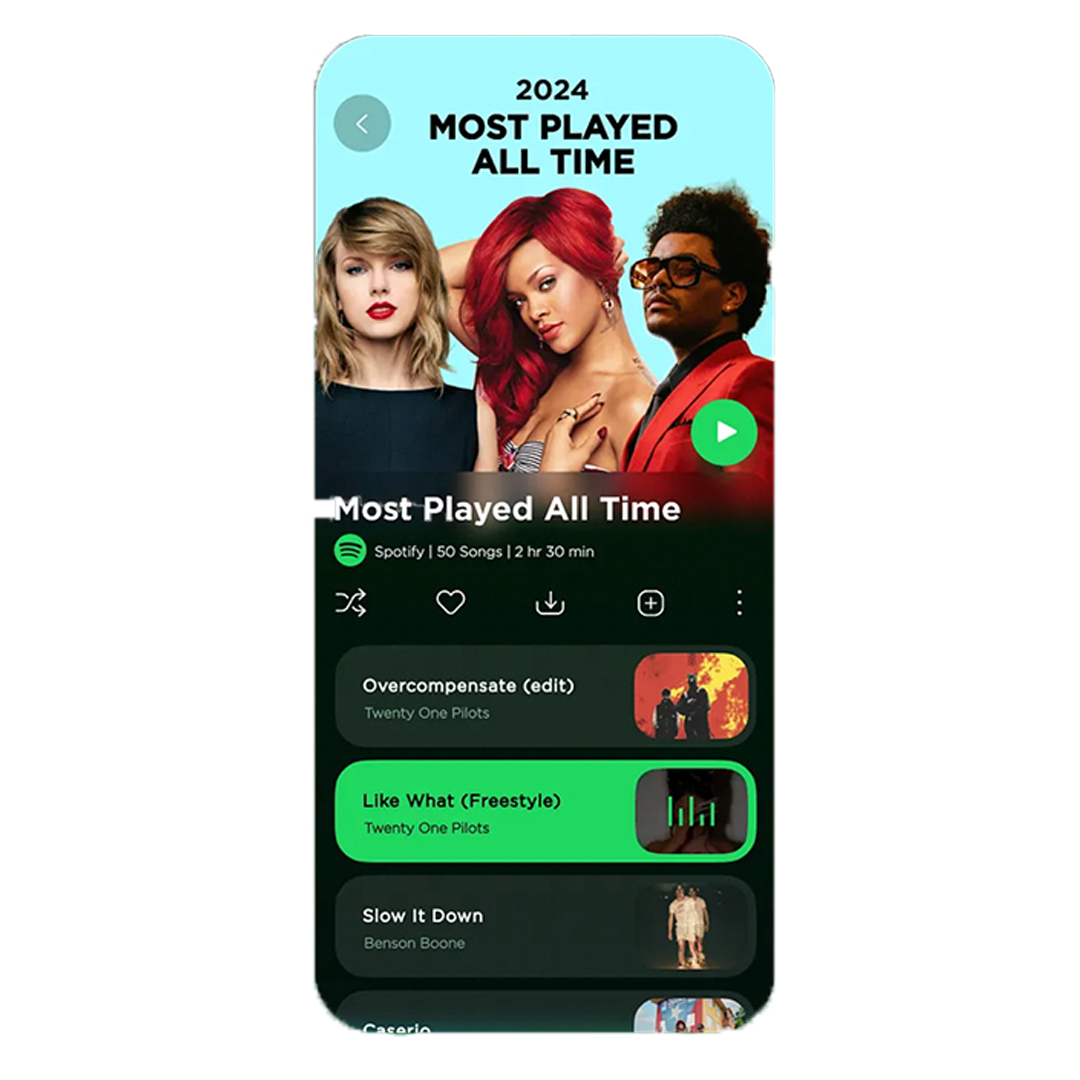 2024
MOST PLAYED
ALL TIME
Most Played All Time
Spotify | 50 Songs | 2 hr 30 min
Overcompensate (edit)
Twenty One Pilots
Like What (Freestyle)
Twenty One Pilots
Slow It Down
Benson Boone
Caserio